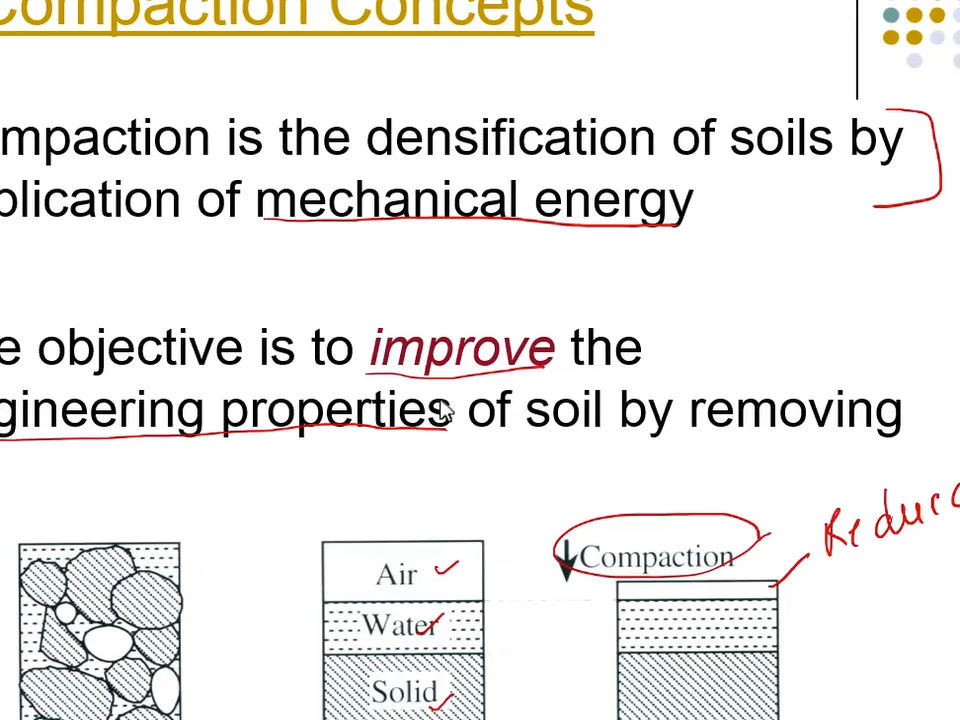 Compaction Concepts
mpaction is the densification of soils by
plication of mechanical energy
e objective is to improve the
gineering properties of soil by removing
Reduc
Compaction
Air
Water
Solid